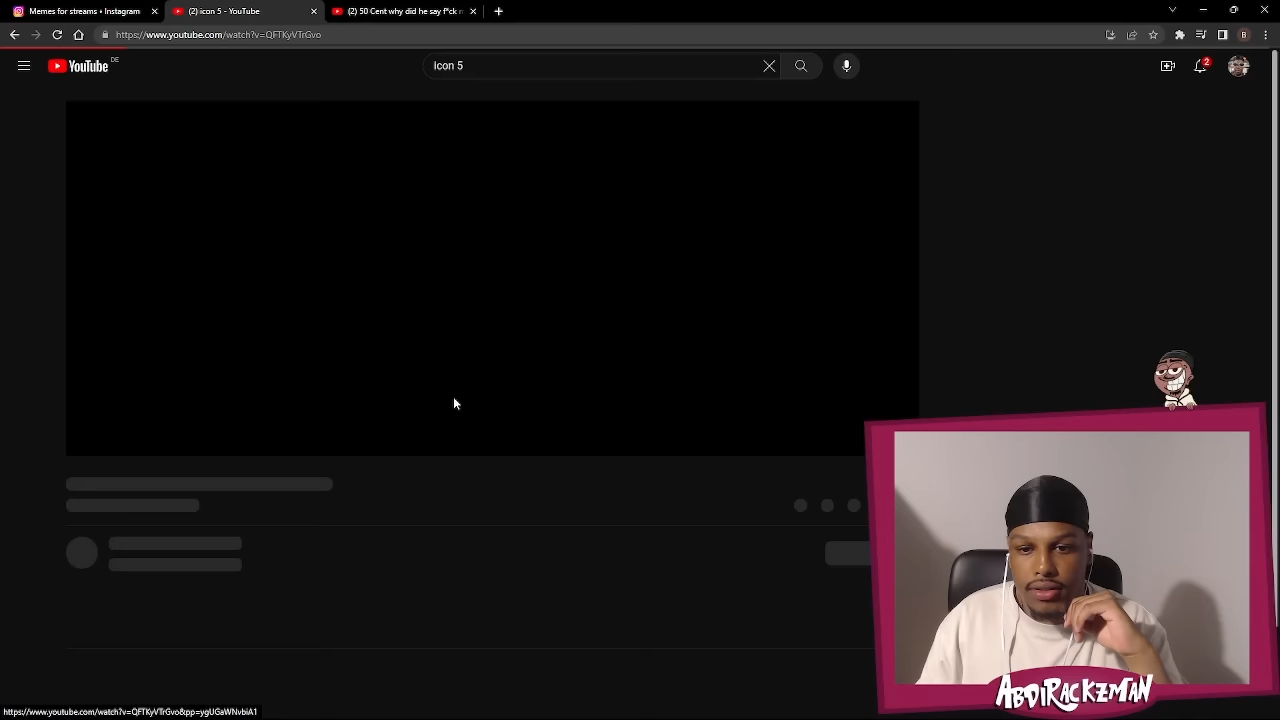 Memes for streams • Instagram
(2) icon 5 - YouTube
(2) 50 Cent why did he say f*ck
https://www.youtube.com/watch?v=QFTKyVTrGvo
B
YouTube DE
icon 5
2
ABDIRACKZMAN
https://www.youtube.com/watch?v=QFTKyVTrGvo&pp=ygUGaWNvbiA1